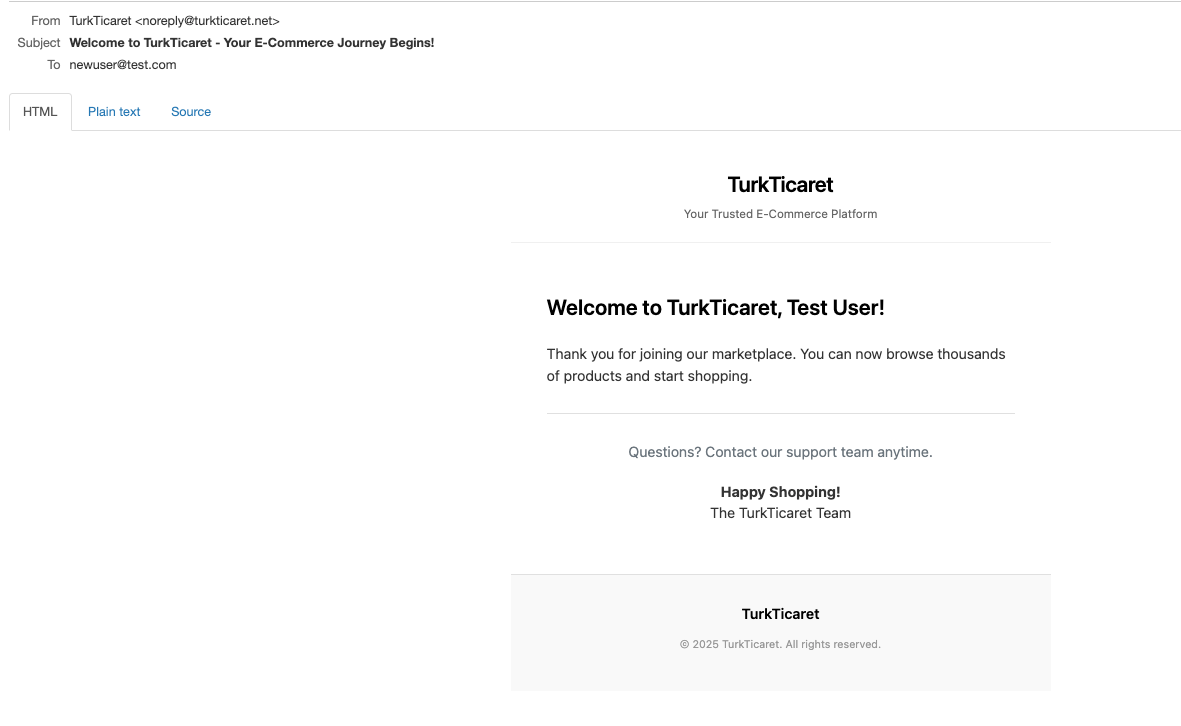 From TurkTicaret <noreply@turkticaret.net>
Subject Welcome to TurkTicaret - Your E-Commerce Journey Begins!
To newuser@test.com
HTML Plain text Source
TurkTicaret
Your Trusted E-Commerce Platform
Welcome to TurkTicaret, Test User!
Thank you for joining our marketplace. You can now browse thousands
of products and start shopping.
Questions? Contact our support team anytime.
Happy Shopping!
The TurkTicaret Team
TurkTicaret
© 2025 TurkTicaret. All rights reserved.